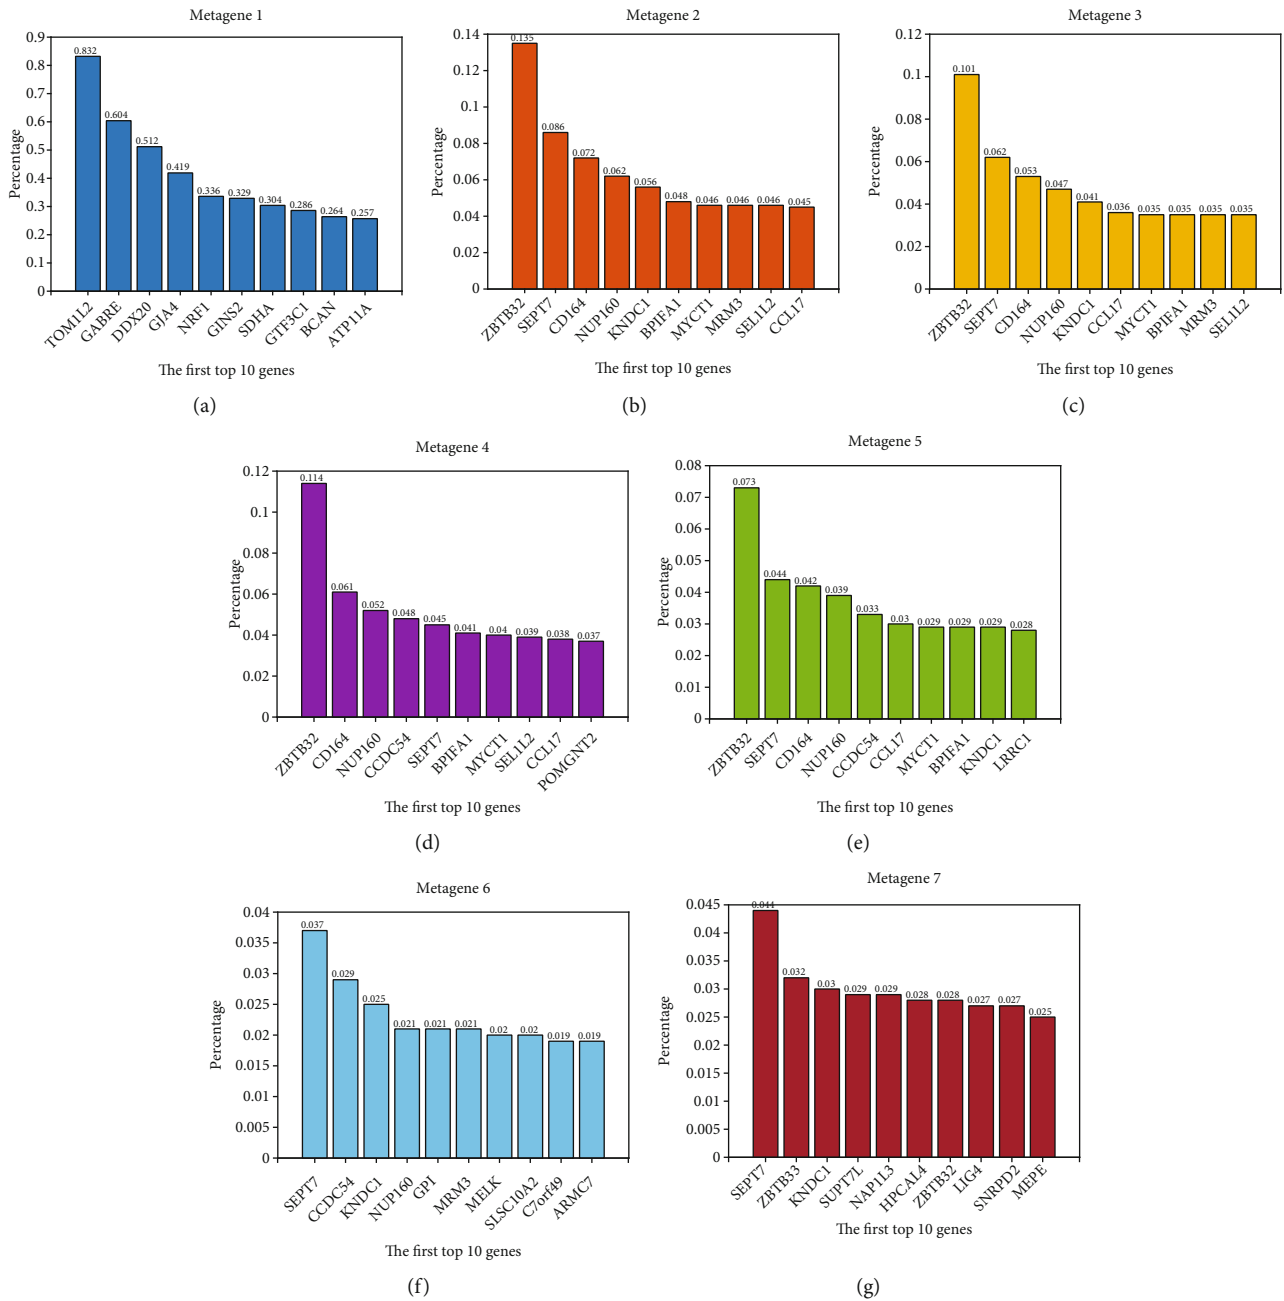 Metagene 1
Percentage
0.9
0.8
0.7
0.6
0.5
0.4
0.3
0.2
0.1
0
0.832
0.604
0.512
0.419
0.336
0.329
0.304
0.286
0.264
0.257
TOM1L2
GABRE
DDX20
GJA4
NRF1
GINS2
SDHA
GTF3C1
BCAN
ATP11A
The first top 10 genes
(a)
Metagene 2
Percentage
0.14
0.12
0.1
0.08
0.06
0.04
0.02
0
0.135
0.086
0.072
0.062
0.056
0.048
0.046
0.046
0.046
0.045
ZBTB32
SEPT7
CD164
NUP160
KNDC1
BPIFA1
MYCT1
MRM3
SEL1L2
CCL17
The first top 10 genes
(b)
Metagene 3
Percentage
0.12
0.1
0.08
0.06
0.04
0.02
0
0.101
0.062
0.053
0.047
0.041
0.036
0.035
0.035
0.035
0.035
ZBTB32
SEPT7
CD164
NUP160
KNDC1
CCL17
MYCT1
BPIFA1
MRM3
SEL1L2
The first top 10 genes
(c)
Metagene 4
Percentage
0.12
0.1
0.08
0.06
0.04
0.02
0
0.114
0.061
0.052
0.048
0.045
0.041
0.04
0.039
0.038
0.037
ZBTB32
CD164
NUP160
CCDC54
SEPT7
BPIFA1
MYCT1
SEL1L2
CCL17
POMGNT2
The first top 10 genes
(d)
Metagene 5
Percentage
0.08
0.07
0.06
0.05
0.04
0.03
0.02
0.01
0
0.073
0.044
0.042
0.039
0.033
0.03
0.029
0.029
0.029
0.028
ZBTB32
SEPT7
CD164
NUP160
CCDC54
CCL17
MYCT1
BPIFA1
KNDC1
LRRC1
The first top 10 genes
(e)
Metagene 6
Percentage
0.04
0.035
0.03
0.025
0.02
0.015
0.01
0.005
0
0.037
0.029
0.025
0.021
0.021
0.021
0.02
0.02
0.019
0.019
SEPT7
CCDC54
KNDC1
NUP160
GPI
MRM3
MELK
SLSC10A2
C7orf49
ARMC7
The first top 10 genes
(f)
Metagene 7
Percentage
0.045
0.04
0.035
0.03
0.025
0.02
0.015
0.01
0.005
0
0.044
0.032
0.03
0.029
0.029
0.028
0.028
0.027
0.027
0.025
SEPT7
ZBTB33
KNDC1
SUPT7L
NAP1L3
HPCAL4
ZBTB32
LIG4
SNRPD2
MEPE
The first top 10 genes
(g)